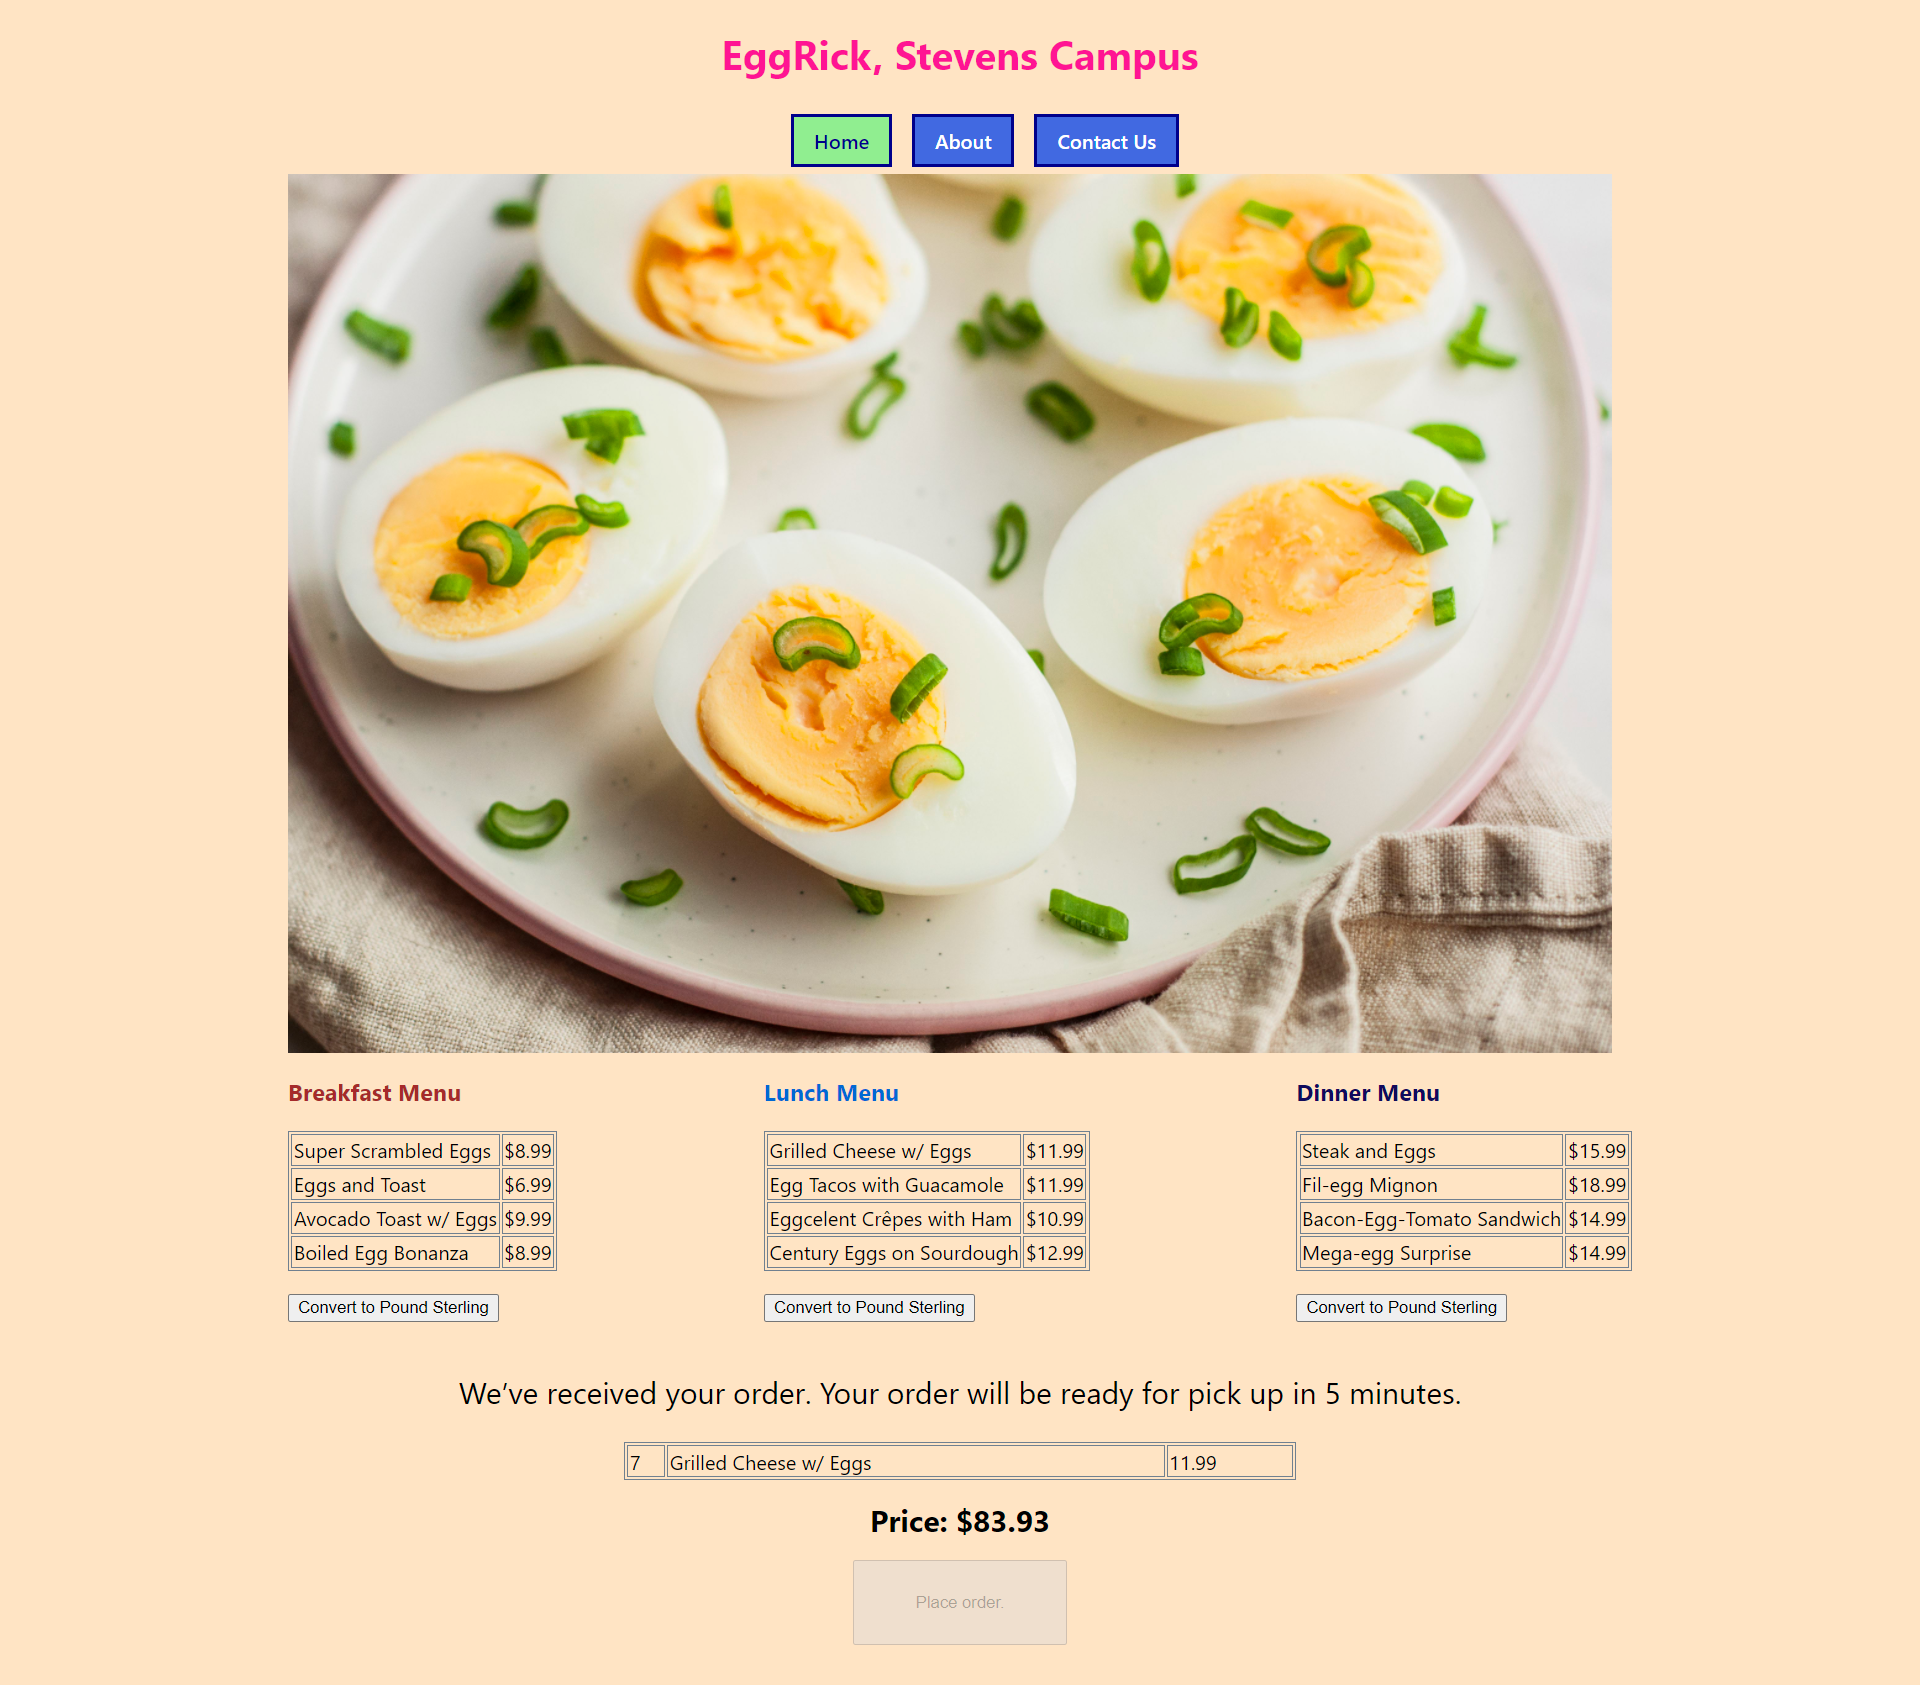 EggRick, Stevens Campus
Home About Contact Us
Breakfast Menu
Super Scrambled Eggs $8.99
Eggs and Toast $6.99
Avocado Toast w/ Eggs $9.99
Boiled Egg Bonanza $8.99
Convert to Pound Sterling
Lunch Menu
Grilled Cheese w/ Eggs $11.99
Egg Tacos with Guacamole $11.99
Eggcelent Crêpes with Ham $10.99
Century Eggs on Sourdough $12.99
Convert to Pound Sterling
Dinner Menu
Steak and Eggs $15.99
Fil-egg Mignon $18.99
Bacon-Egg-Tomato Sandwich $14.99
Mega-egg Surprise $14.99
Convert to Pound Sterling
We've received your order. Your order will be ready for pick up in 5 minutes.
7 Grilled Cheese w/ Eggs 11.99
Price: $83.93
Place order.